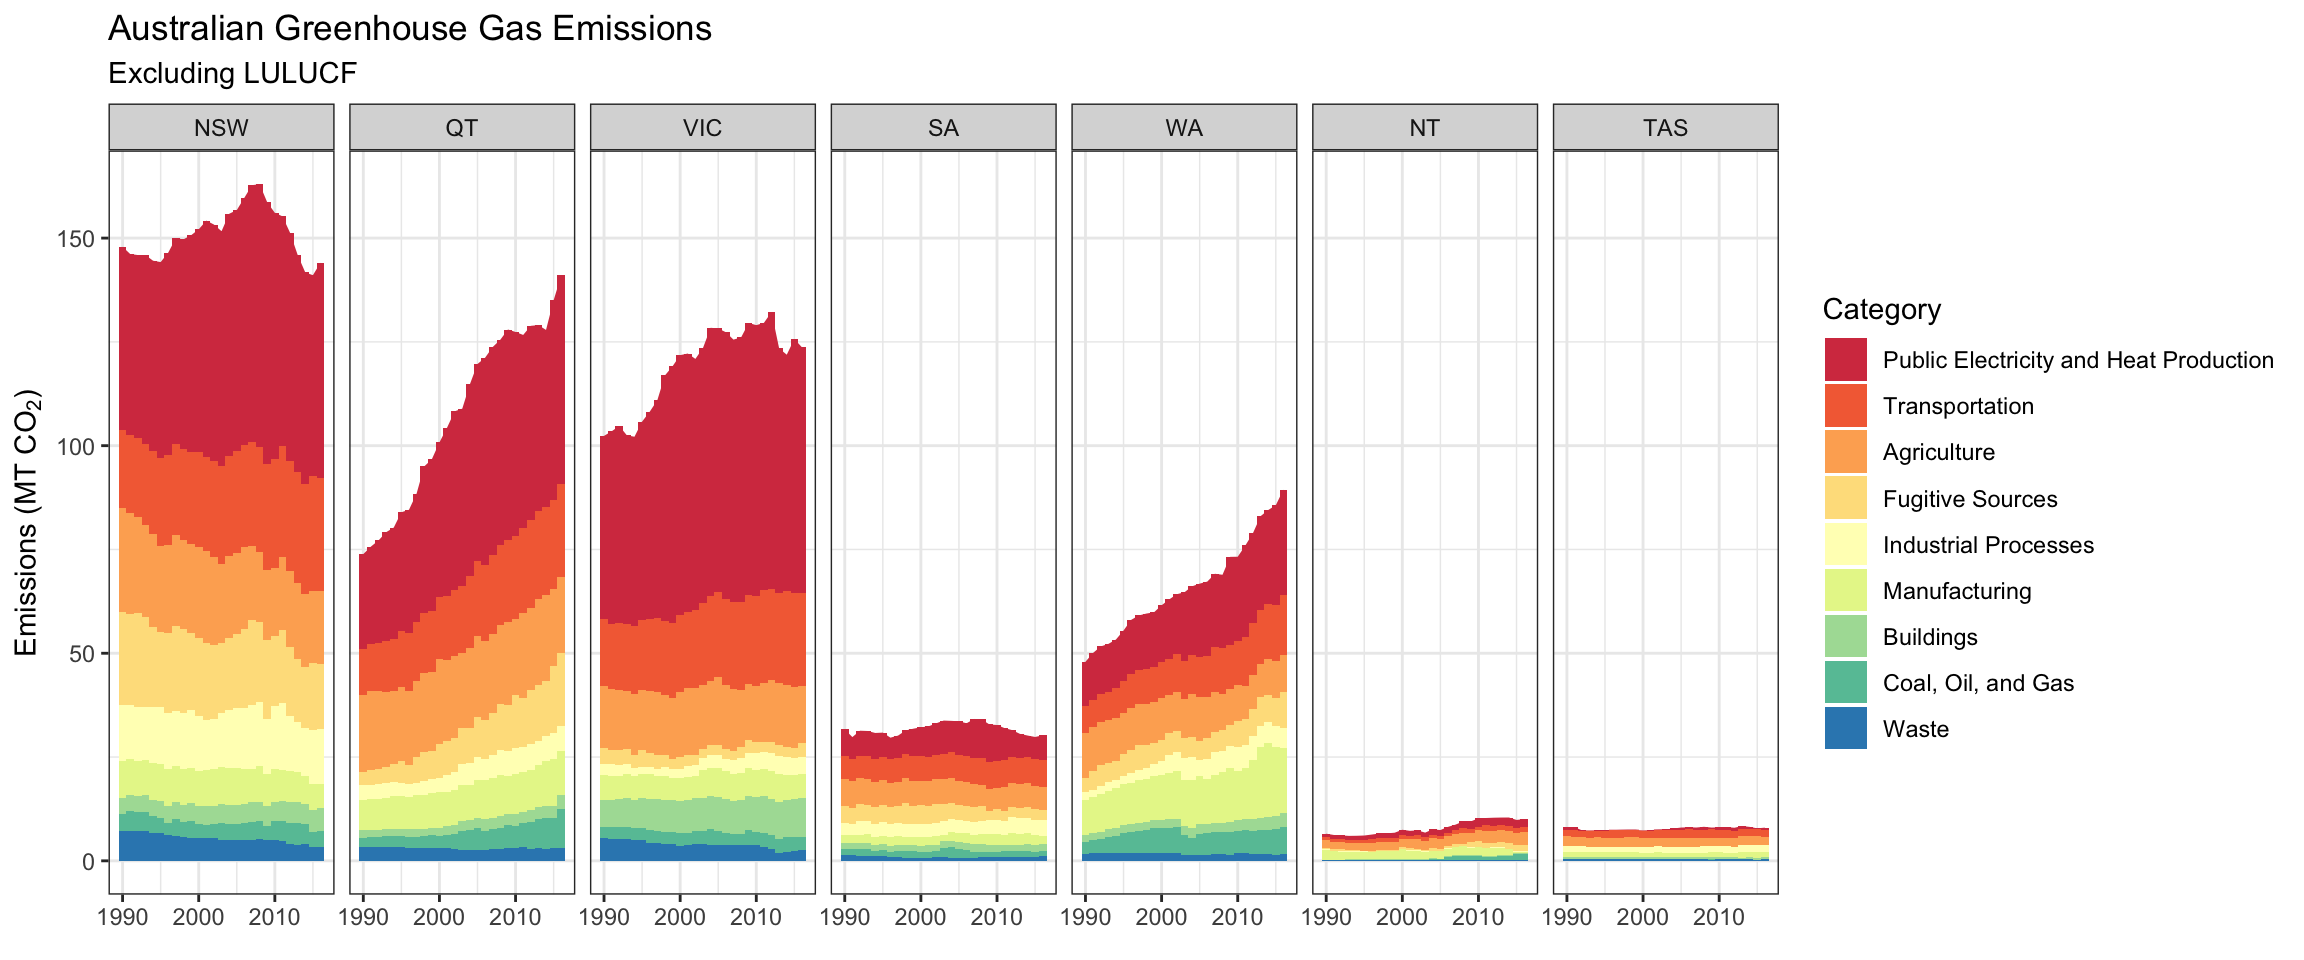 Australian Greenhouse Gas Emissions
Excluding LULUCF
NSW QT VIC SA WA NT TAS
Emissions (MT CO₂)
150
100
50
0
1990 2000 2010 1990 2000 2010 1990 2000 2010 1990 2000 2010 1990 2000 2010 1990 2000 2010 1990 2000 2010
Category
Public Electricity and Heat Production
Transportation
Agriculture
Fugitive Sources
Industrial Processes
Manufacturing
Buildings
Coal, Oil, and Gas
Waste